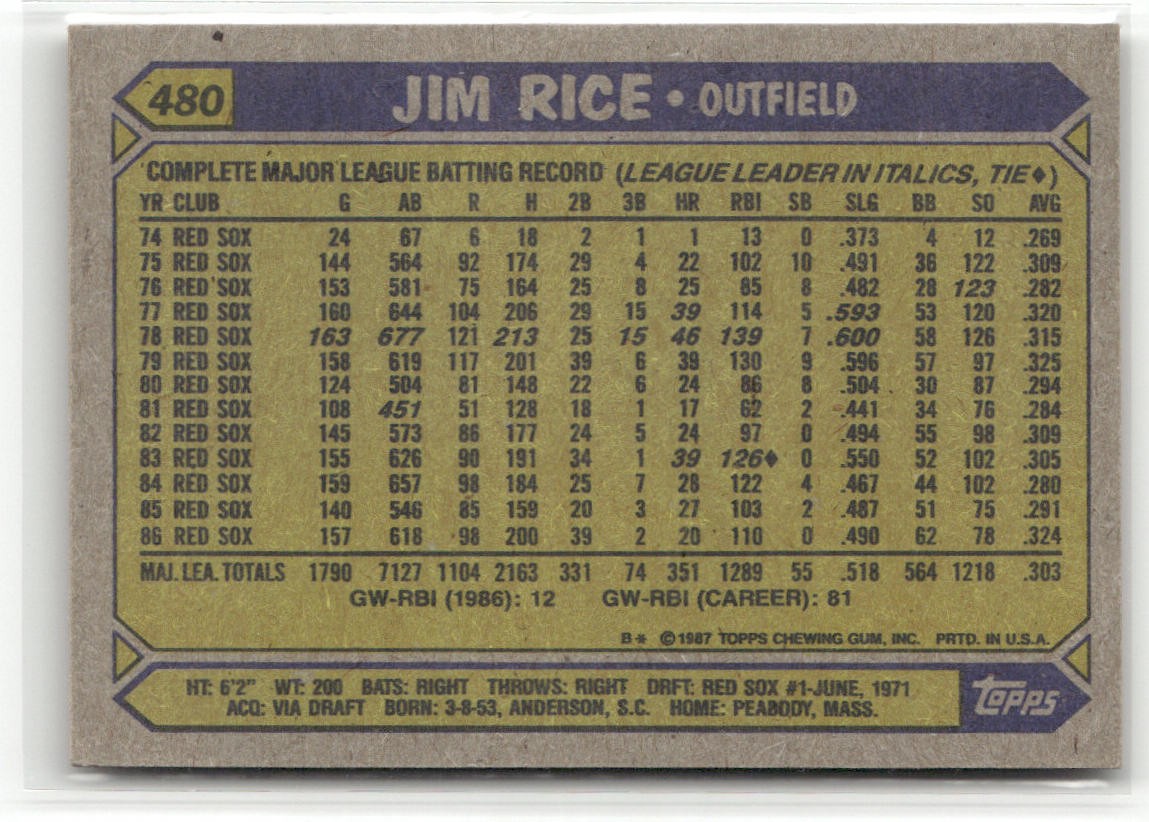 480 JIM RICE • OUTFIELD
COMPLETE MAJOR LEAGUE BATTING RECORD (LEAGUE LEADER IN ITALICS, TIE♦)
YR CLUB G AB R H 2B 3B HR RBI SB SLG BB SO AVG
74 RED SOX 24 67 6 18 2 1 1 13 0 .373 4 12 .269
75 RED SOX 144 564 92 174 29 4 22 102 10 .491 36 122 .309
76 RED SOX 153 581 75 164 25 8 25 85 8 .482 28 123 .282
77 RED SOX 160 644 104 206 29 15 39 114 5 .593 53 120 .320
78 RED SOX 163 677 121 213 25 15 46 139 7 .600 58 126 .315
79 RED SOX 158 619 117 201 39 6 39 130 9 .596 57 97 .325
80 RED SOX 124 504 81 148 22 6 24 86 8 .504 30 87 .294
81 RED SOX 108 451 51 128 18 1 17 62 2 .441 34 76 .284
82 RED SOX 145 573 86 177 24 5 24 97 0 .494 55 98 .309
83 RED SOX 155 626 90 191 34 1 39 126♦ 0 .550 52 102 .305
84 RED SOX 159 657 98 184 25 7 28 122 4 .467 44 102 .280
85 RED SOX 140 546 85 159 20 3 27 103 2 .487 51 75 .291
86 RED SOX 157 618 98 200 39 2 20 110 0 .490 62 78 .324
MAJ. LEA. TOTALS 1790 7127 1104 2163 331 74 351 1289 55 .518 564 1218 .303
GW-RBI (1986): 12 GW-RBI (CAREER): 81
B* ©1987 TOPPS CHEWING GUM, INC. PRTD. IN U.S.A.
HT: 6'2" WT: 200 BATS: RIGHT THROWS: RIGHT DRFT: RED SOX #1-JUNE, 1971
ACQ: VIA DRAFT BORN: 3-8-53, ANDERSON, S.C. HOME: PEABODY, MASS.
Topps